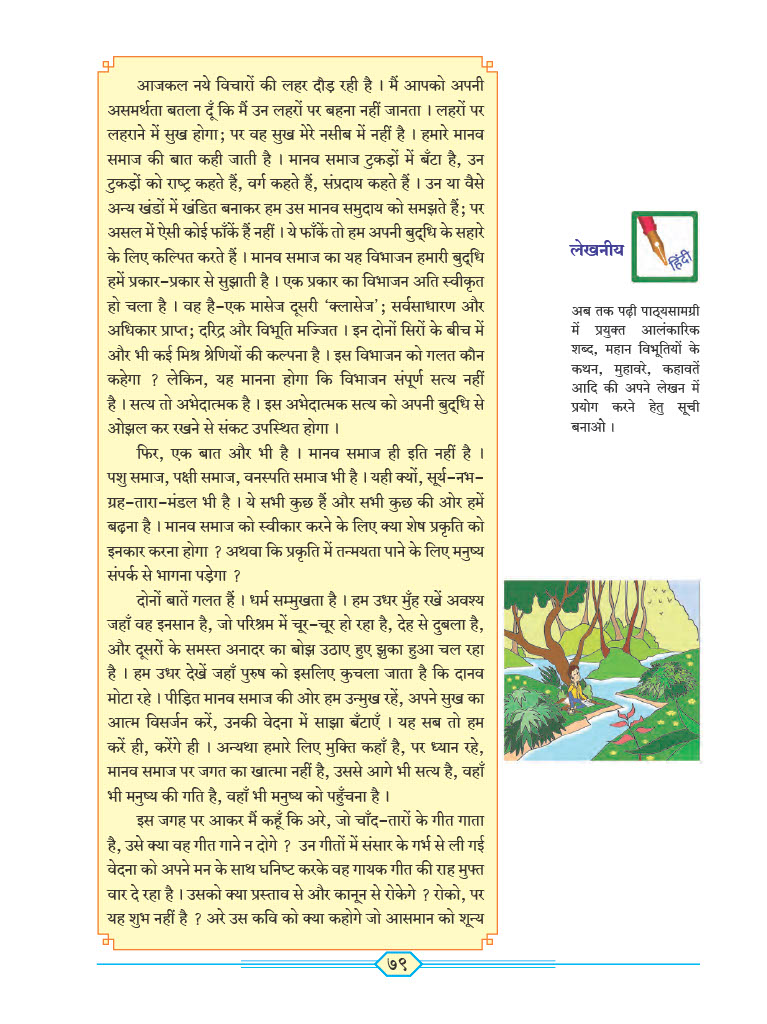 आजकल नये विचारों की लहर दौड़ रही है । मैं आपको अपनी
असमर्थता बतला दूँ कि मैं उन लहरों पर बहना नहीं जानता । लहरों पर
लहराने में सुख होगा; पर वह सुख मेरे नसीब में नहीं है । हमारे मानव
समाज की बात कही जाती है । मानव समाज टुकड़ों में बँटा है, उन
टुकड़ों को राष्ट्र कहते हैं, वर्ग कहते हैं, संप्रदाय कहते हैं । उन या वैसे
अन्य खंडों में खंडित बनाकर हम उस मानव समुदाय को समझते हैं; पर
असल में ऐसी कोई फाँकें हैं नहीं । ये फाँकें तो हम अपनी बुद्धि के सहारे
के लिए कल्पित करते हैं । मानव समाज का यह विभाजन हमारी बुद्धि
हमें प्रकार-प्रकार से सुझाती है । एक प्रकार का विभाजन अति स्वीकृत
हो चला है । वह है-एक मासेज दूसरी ‘क्लासेज’; सर्वसाधारण और
अधिकार प्राप्त; दरिद्र और विभूति मज्जित । इन दोनों सिरों के बीच में
और भी कई मिश्र श्रेणियों की कल्पना है । इस विभाजन को गलत कौन
कहेगा ? लेकिन, यह मानना होगा कि विभाजन संपूर्ण सत्य नहीं
है । सत्य तो अभेदात्मक है । इस अभेदात्मक सत्य को अपनी बुद्धि से
ओझल कर रखने से संकट उपस्थित होगा ।
फिर, एक बात और भी है । मानव समाज ही इति नहीं है ।
पशु समाज, पक्षी समाज, वनस्पति समाज भी है । यही क्यों, सूर्य-नभ-
ग्रह-तारा-मंडल भी है । ये सभी कुछ हैं और सभी कुछ की ओर हमें
बढ़ना है । मानव समाज को स्वीकार करने के लिए क्या शेष प्रकृति को
इनकार करना होगा ? अथवा कि प्रकृति में तन्मयता पाने के लिए मनुष्य
संपर्क से भागना पड़ेगा ?
दोनों बातें गलत हैं । धर्म सम्मुखता है । हम उधर मुँह रखें अवश्य
जहाँ वह इनसान है, जो परिश्रम में चूर-चूर हो रहा है, देह से दुबला है,
और दूसरों के समस्त अनादर का बोझ उठाए हुए झुका हुआ चल रहा
है । हम उधर देखें जहाँ पुरुष को इसलिए कुचला जाता है कि दानव
मोटा रहे । पीड़ित मानव समाज की ओर हम उन्मुख रहें, अपने सुख का
आत्म विसर्जन करें, उनकी वेदना में साझा बँटाएँ । यह सब तो हम
करें ही, करेंगे ही । अन्यथा हमारे लिए मुक्ति कहाँ है, पर ध्यान रहे,
मानव समाज पर जगत का खात्मा नहीं है, उससे आगे भी सत्य है, वहाँ
भी मनुष्य की गति है, वहाँ भी मनुष्य को पहुँचना है ।
इस जगह पर आकर मैं कहूँ कि अरे, जो चाँद-तारों के गीत गाता
है, उसे क्या वह गीत गाने न दोगे ? उन गीतों में संसार के गर्भ से ली गई
वेदना को अपने मन के साथ घनिष्ट करके वह गायक गीत की राह मुफ्त
वार दे रहा है । उसको क्या प्रस्ताव से और कानून से रोकेगे ? रोको, पर
यह शुभ नहीं है ? अरे उस कवि को क्या कहोगे जो आसमान को शून्य
लेखनीय
हिंदी
अब तक पढ़ी पाठ्यसामग्री
में प्रयुक्त आलंकारिक
शब्द, महान विभूतियों के
कथन, मुहावरे, कहावतें
आदि की अपने लेखन में
प्रयोग करने हेतु सूची
बनाओ ।
७९